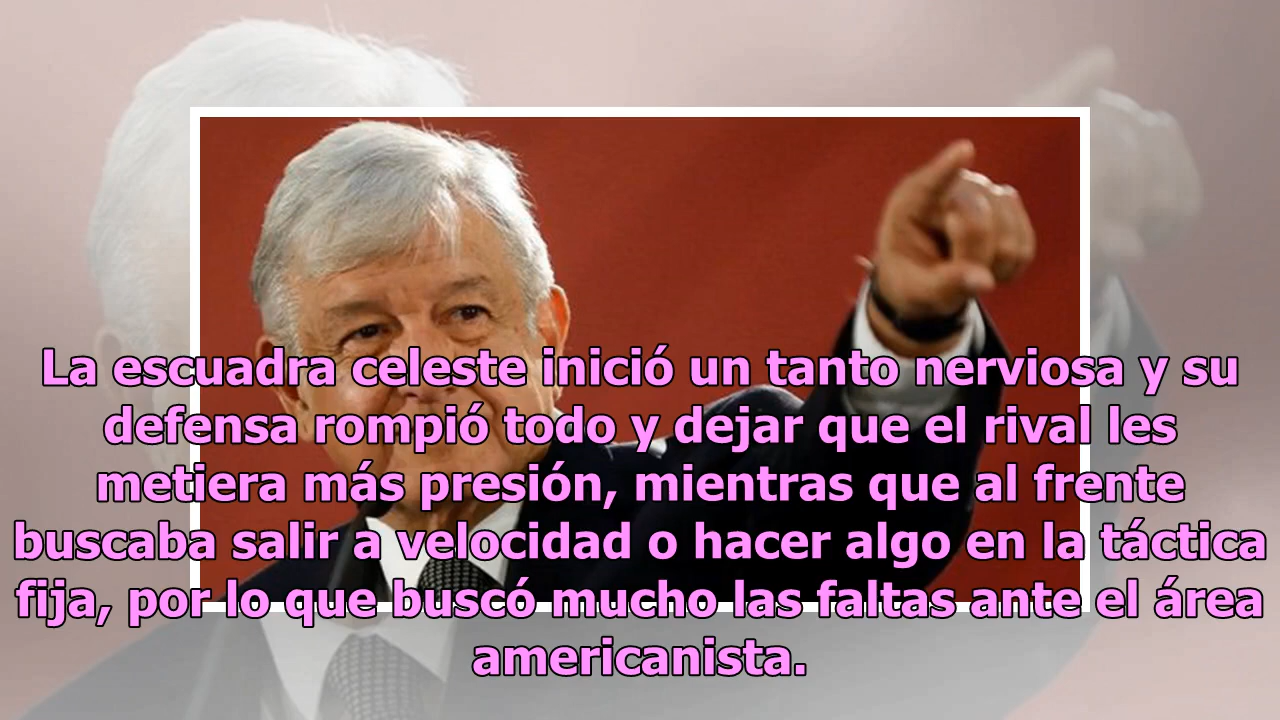 La escuadra celeste inició un tanto nerviosa y su
defensa rompió todo y dejar que el rival les
metiera más presión, mientras que al frente
buscaba salir a velocidad o hacer algo en la táctica
fija, por lo que buscó mucho las faltas ante el área
americanista.